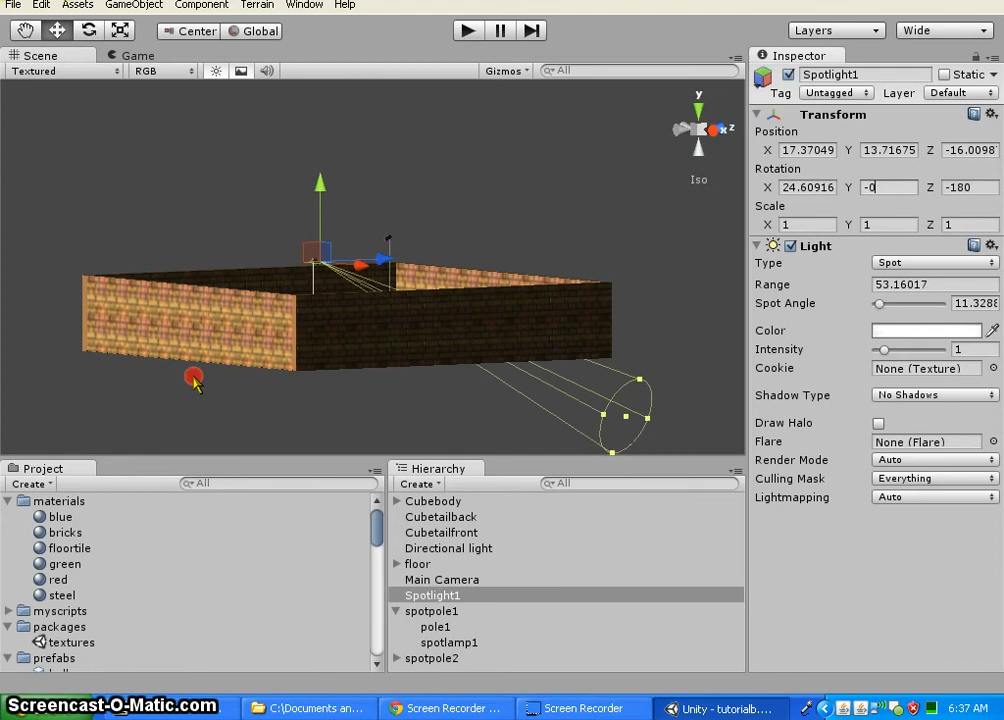 File Edit Assets GameObject Component Terrain Window Help
Center Global Layers Wide
Scene Game Inspector
Textured RGB Gizmos All
Spotlight1 Static
Tag Untagged Layer Default
y
x z
Iso
Transform
Position
X 17.37049 Y 13.71675 Z -16.0098
Rotation
X 24.60916 Y -0 Z -180
Scale
X 1 Y 1 Z 1
Light
Type Spot
Range 53.16017
Spot Angle 11.3288
Color
Intensity 1
Cookie None (Texture)
Shadow Type No Shadows
Draw Halo
Flare None (Flare)
Render Mode Auto
Culling Mask Everything
Lightmapping Auto
Project
Create All
materials
blue
bricks
floortile
green
red
steel
myscripts
packages
textures
prefabs
Hierarchy
Create All
Cubebody
Cubetailback
Cubetailfront
Directional light
floor
Main Camera
Spotlight1
spotpole1
pole1
spotlamp1
spotpole2
Screencast-O-Matic.com
C:\Documents an... Screen Recorder ... Screen Recorder Unity - tutorialb... 6:37 AM